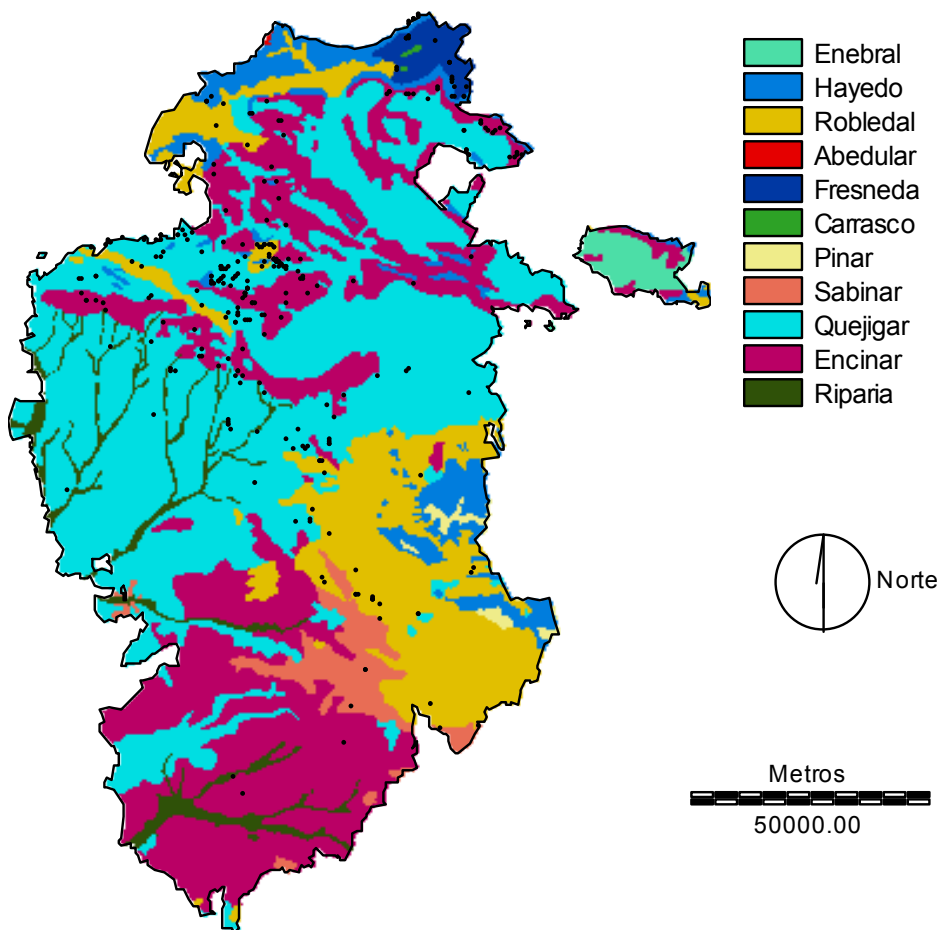 Enebral
Hayedo
Robledal
Abedular
Fresneda
Carrasco
Pinar
Sabinar
Quejigar
Encinar
Riparia
Norte
Metros
50000.00